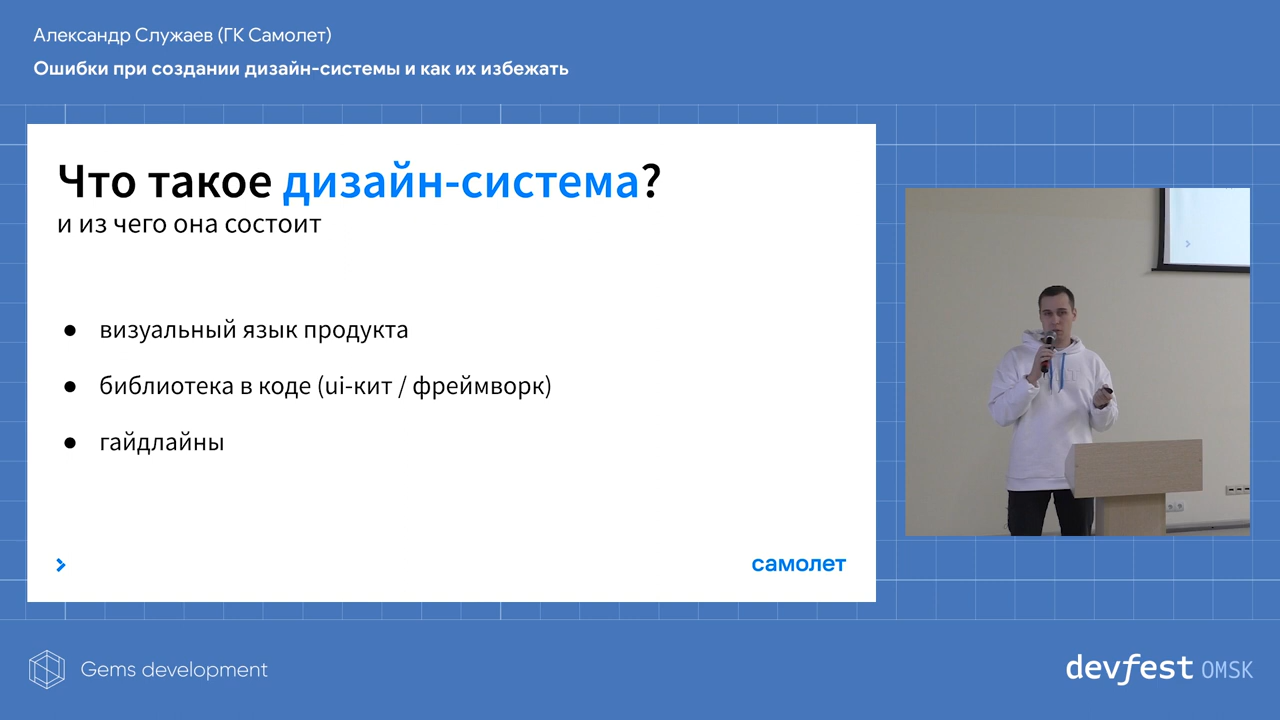 Александр Служаев (ГК Самолет)
Ошибки при создании дизайн-системы и как их избежать
Что такое дизайн-система?
и из чего она состоит
● визуальный язык продукта
● библиотека в коде (ui-кит / фреймворк)
● гайдлайны
самолет
Gems development
devfest OMSK